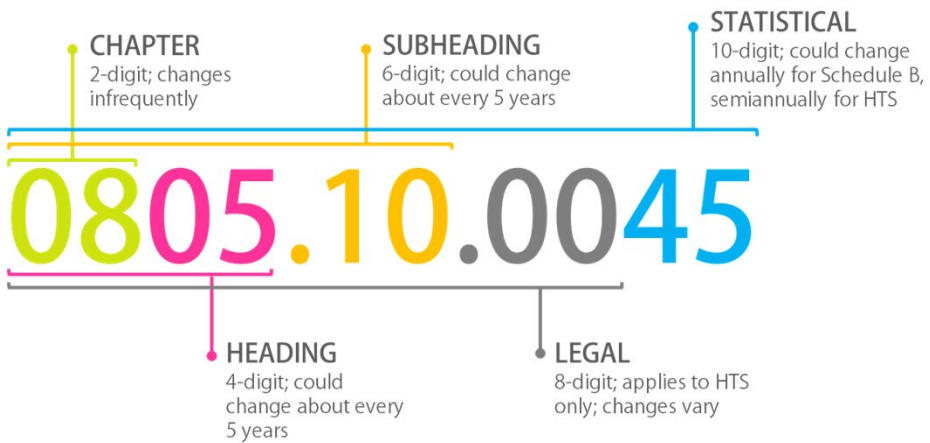 CHAPTER
2-digit; changes
infrequently
SUBHEADING
6-digit; could change
about every 5 years
STATISTICAL
10-digit; could change
annually for Schedule B,
semiannually for HTS
0805.10.0045
HEADING
4-digit; could
change about every
5 years
LEGAL
8-digit; applies to HTS
only; changes vary